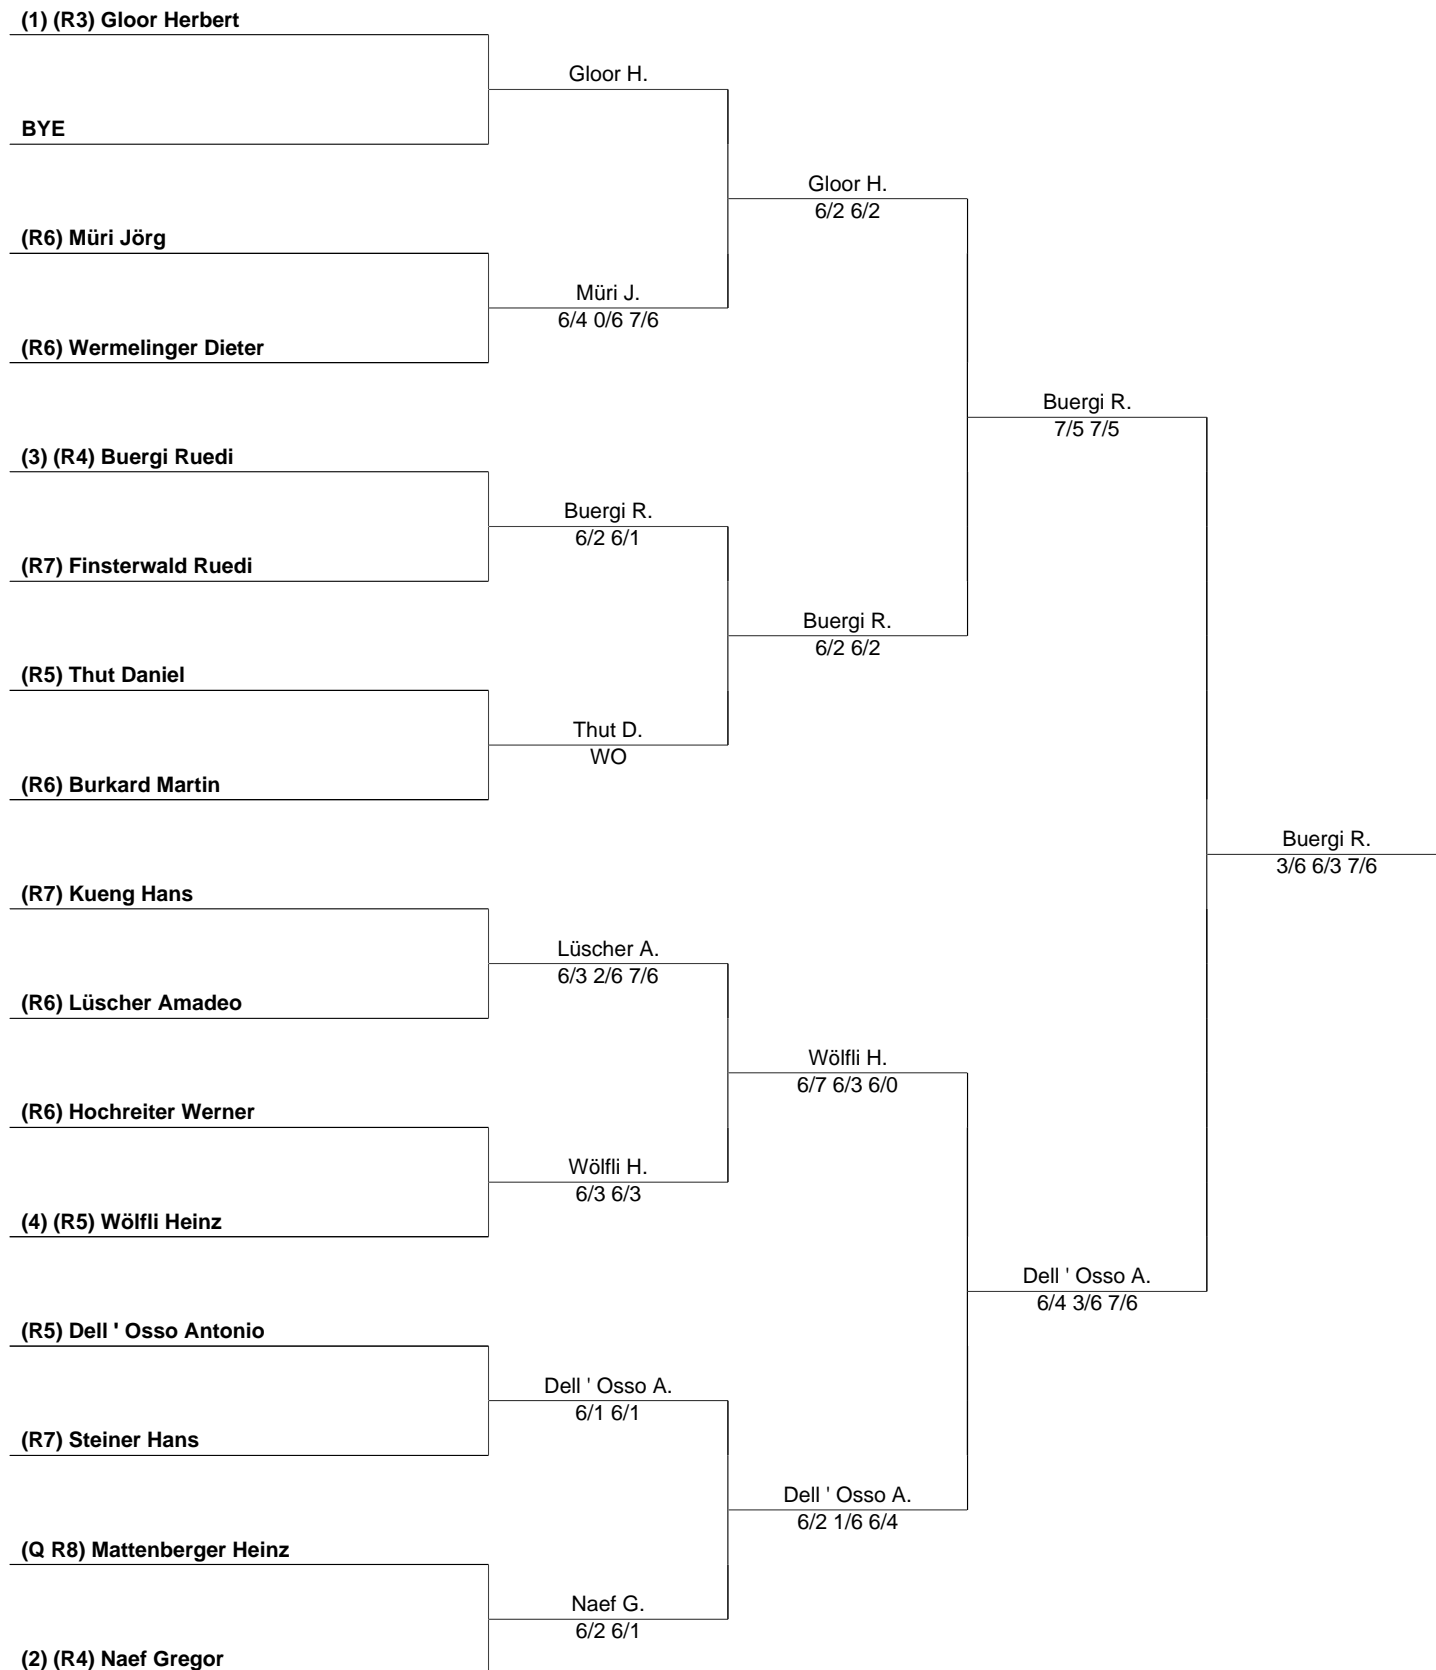 (1) (R3) Gloor Herbert
Gloor H.
BYE
Gloor H.
6/2 6/2
(R6) Müri Jörg
Müri J.
6/4 0/6 7/6
(R6) Wermelinger Dieter
Buergi R.
7/5 7/5
(3) (R4) Buergi Ruedi
Buergi R.
6/2 6/1
(R7) Finsterwald Ruedi
Buergi R.
6/2 6/2
(R5) Thut Daniel
Thut D.
WO
(R6) Burkard Martin
Buergi R.
3/6 6/3 7/6
(R7) Kueng Hans
Lüscher A.
6/3 2/6 7/6
(R6) Lüscher Amadeo
Wölfli H.
6/7 6/3 6/0
(R6) Hochreiter Werner
Wölfli H.
6/3 6/3
(4) (R5) Wölfli Heinz
Dell ' Osso A.
6/4 3/6 7/6
(R5) Dell ' Osso Antonio
Dell ' Osso A.
6/1 6/1
(R7) Steiner Hans
Dell ' Osso A.
6/2 1/6 6/4
(Q R8) Mattenberger Heinz
Naef G.
6/2 6/1
(2) (R4) Naef Gregor